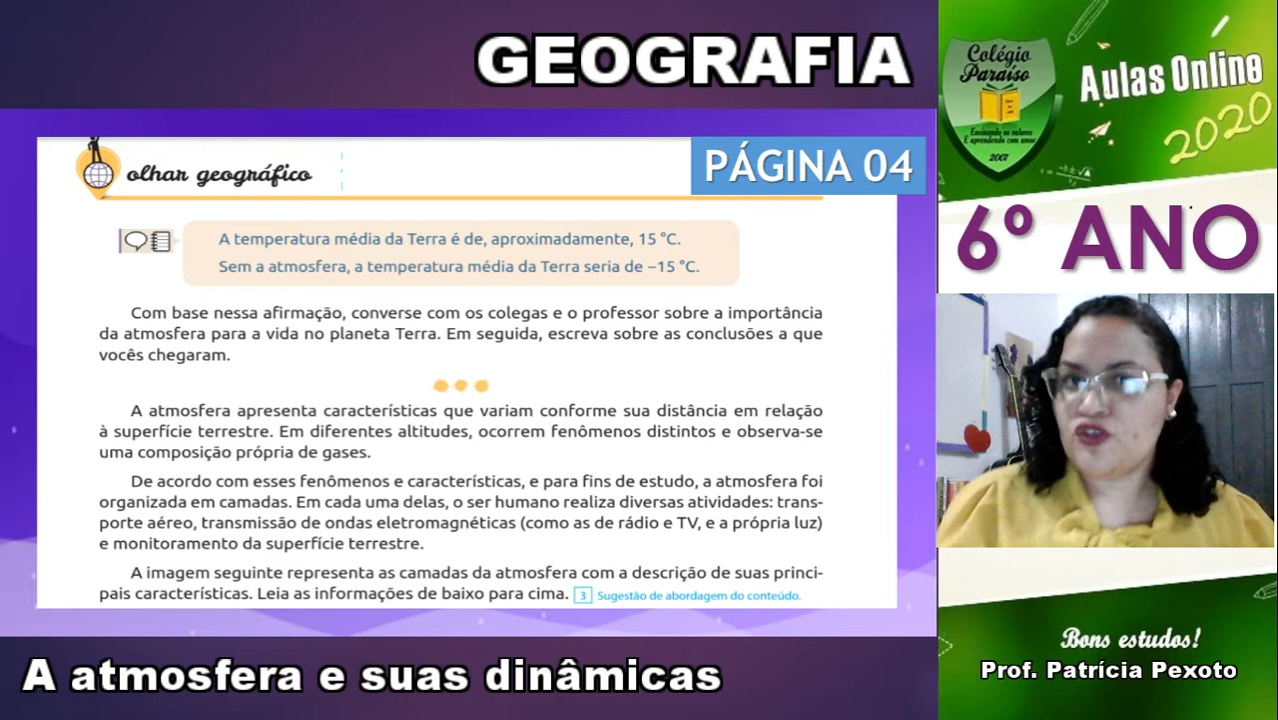 GEOGRAFIA
olhar geográfico
PÁGINA 04
A temperatura média da Terra é de, aproximadamente, 15 °C.
Sem a atmosfera, a temperatura média da Terra seria de –15 °C.
Com base nessa afirmação, converse com os colegas e o professor sobre a importância
da atmosfera para a vida no planeta Terra. Em seguida, escreva sobre as conclusões a que
vocês chegaram.
A atmosfera apresenta características que variam conforme sua distância em relação
à superfície terrestre. Em diferentes altitudes, ocorrem fenômenos distintos e observa-se
uma composição própria de gases.
De acordo com esses fenômenos e características, e para fins de estudo, a atmosfera foi
organizada em camadas. Em cada uma delas, o ser humano realiza diversas atividades: trans-
porte aéreo, transmissão de ondas eletromagnéticas (como as de rádio e TV, e a própria luz)
e monitoramento da superfície terrestre.
A imagem seguinte representa as camadas da atmosfera com a descrição de suas princi-
pais características. Leia as informações de baixo para cima. 3 Sugestão de abordagem do conteúdo.
A atmosfera e suas dinâmicas
Colégio
Paraíso
Ensinando os valores
E aprendendo com amor
2007
Aulas Online
2020
6º ANO
Bons estudos!
Prof. Patrícia Pexoto